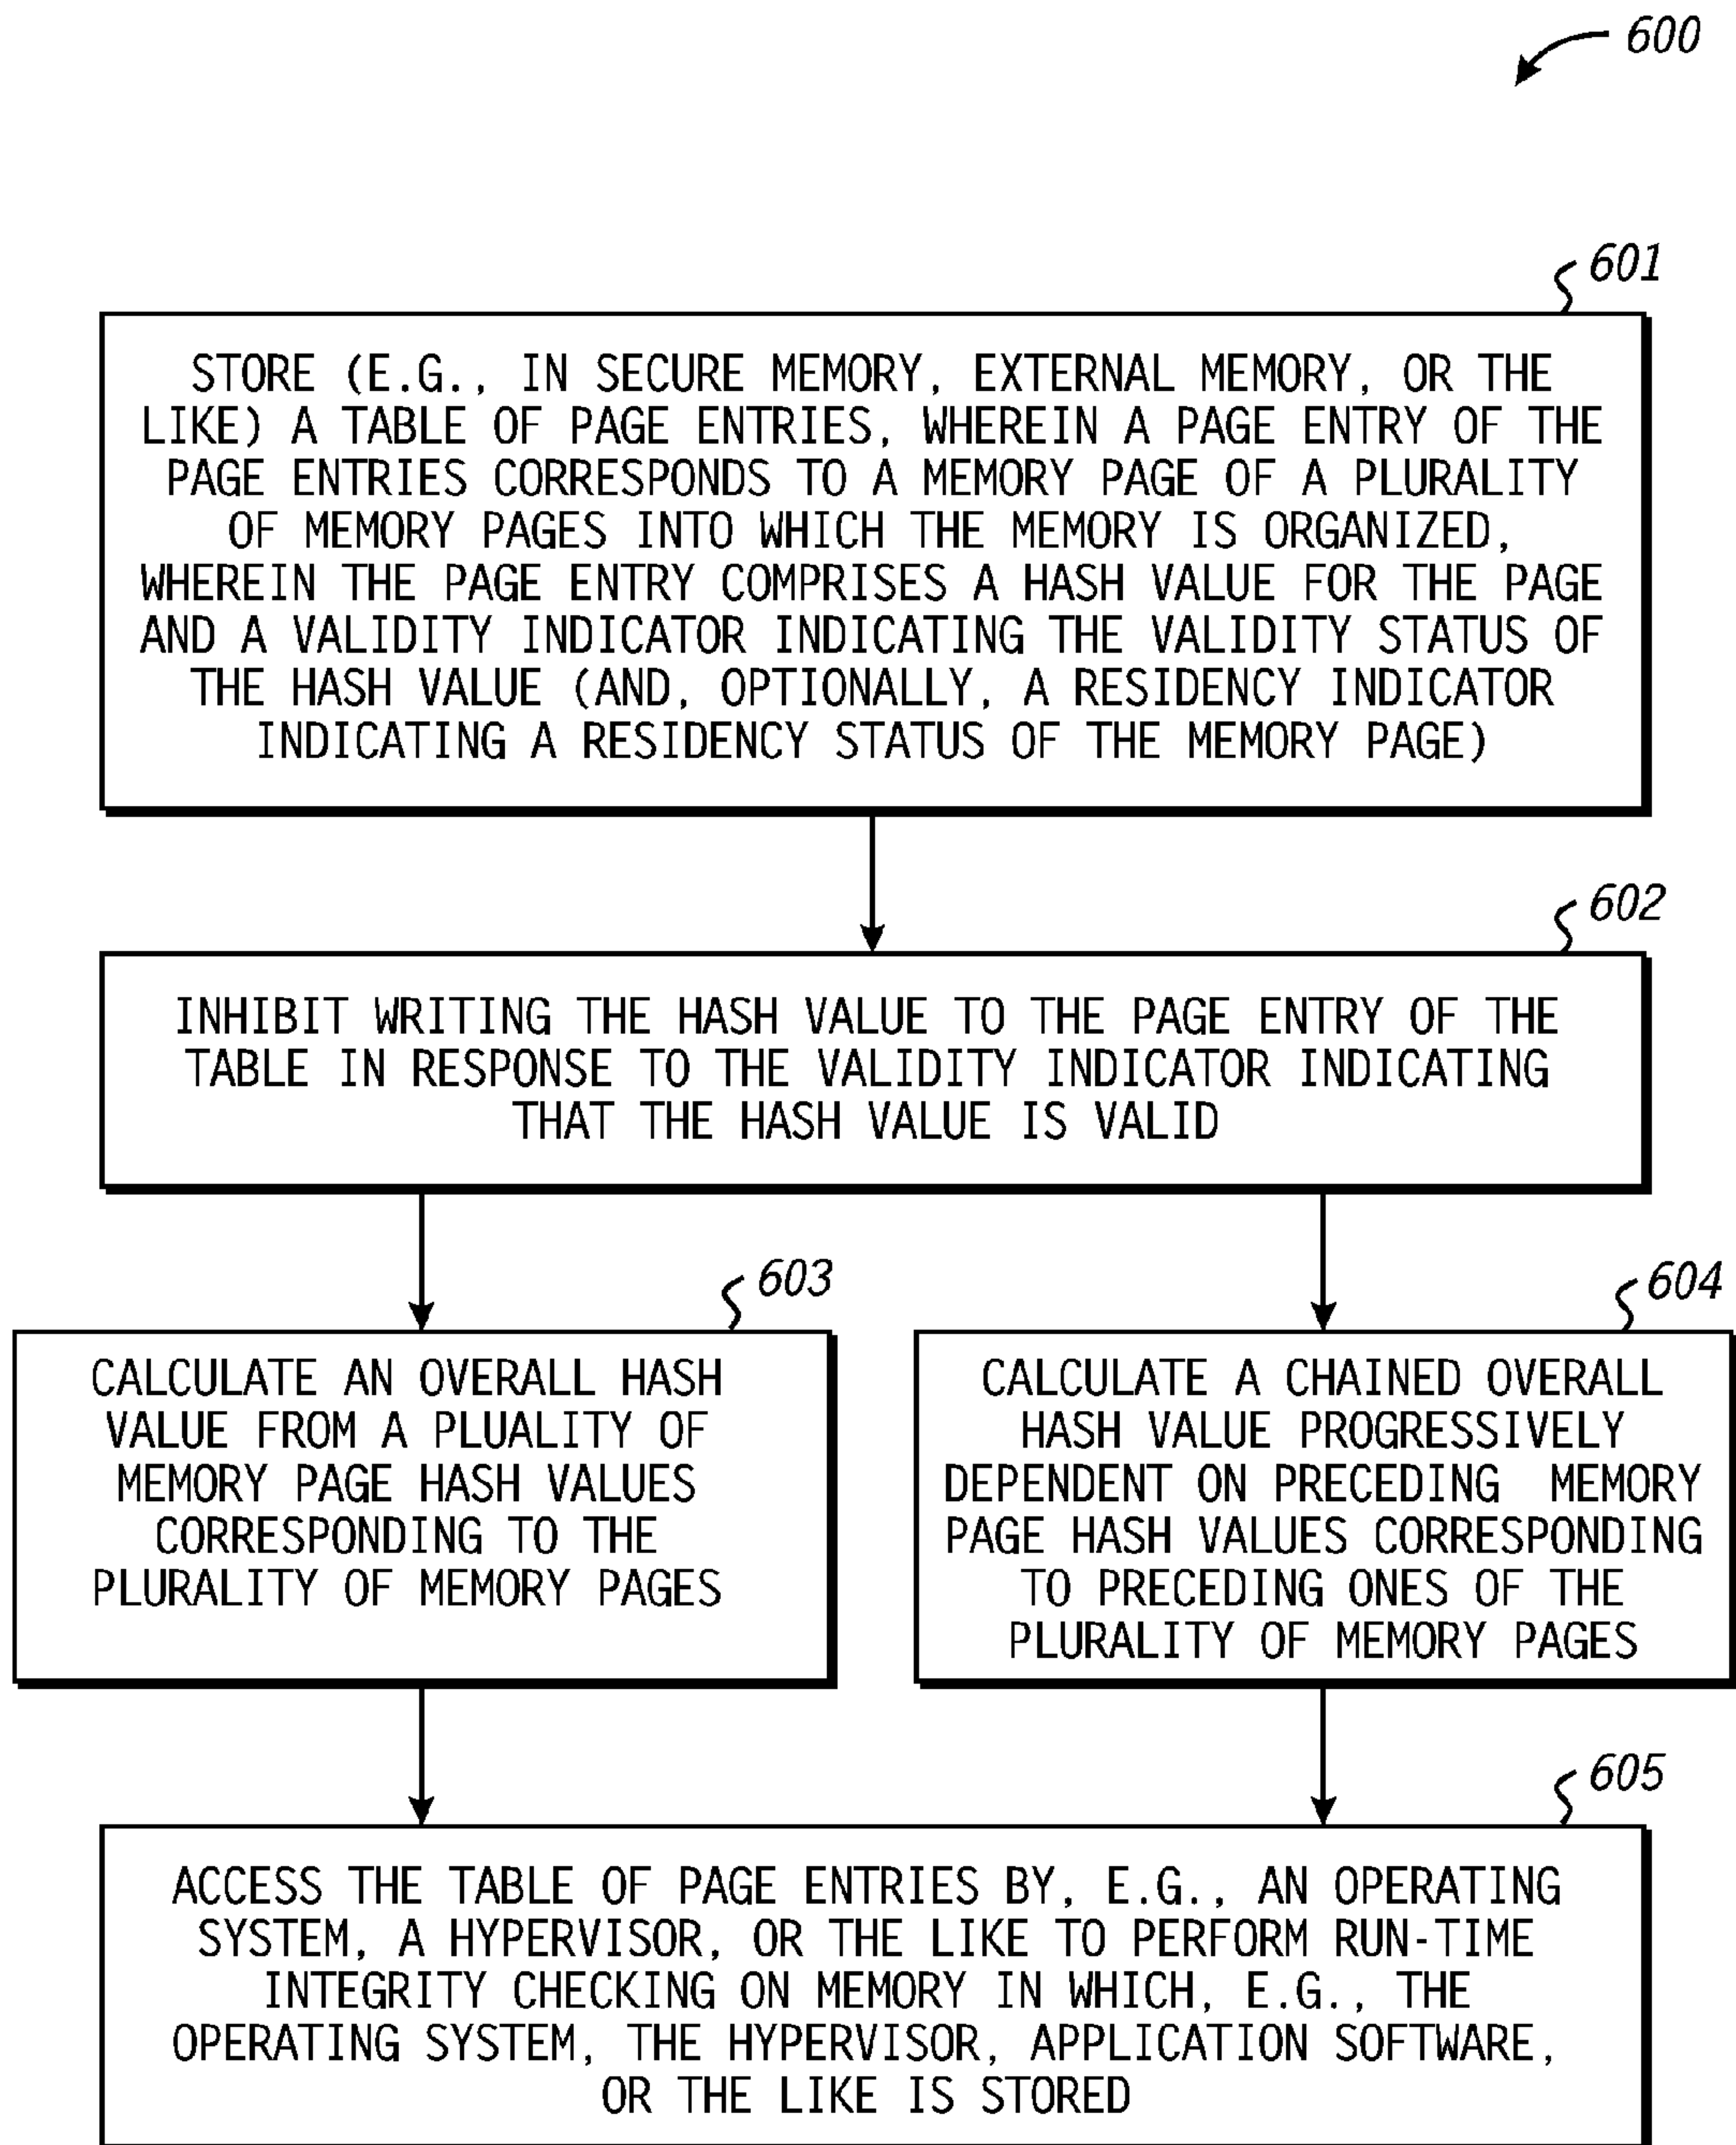 600
601
STORE (E.G., IN SECURE MEMORY, EXTERNAL MEMORY, OR THE
LIKE) A TABLE OF PAGE ENTRIES, WHEREIN A PAGE ENTRY OF THE
PAGE ENTRIES CORRESPONDS TO A MEMORY PAGE OF A PLURALITY
OF MEMORY PAGES INTO WHICH THE MEMORY IS ORGANIZED,
WHEREIN THE PAGE ENTRY COMPRISES A HASH VALUE FOR THE PAGE
AND A VALIDITY INDICATOR INDICATING THE VALIDITY STATUS OF
THE HASH VALUE (AND, OPTIONALLY, A RESIDENCY INDICATOR
INDICATING A RESIDENCY STATUS OF THE MEMORY PAGE)
602
INHIBIT WRITING THE HASH VALUE TO THE PAGE ENTRY OF THE
TABLE IN RESPONSE TO THE VALIDITY INDICATOR INDICATING
THAT THE HASH VALUE IS VALID
603
CALCULATE AN OVERALL HASH
VALUE FROM A PLUALITY OF
MEMORY PAGE HASH VALUES
CORRESPONDING TO THE
PLURALITY OF MEMORY PAGES
604
CALCULATE A CHAINED OVERALL
HASH VALUE PROGRESSIVELY
DEPENDENT ON PRECEDING MEMORY
PAGE HASH VALUES CORRESPONDING
TO PRECEDING ONES OF THE
PLURALITY OF MEMORY PAGES
605
ACCESS THE TABLE OF PAGE ENTRIES BY, E.G., AN OPERATING
SYSTEM, A HYPERVISOR, OR THE LIKE TO PERFORM RUN-TIME
INTEGRITY CHECKING ON MEMORY IN WHICH, E.G., THE
OPERATING SYSTEM, THE HYPERVISOR, APPLICATION SOFTWARE,
OR THE LIKE IS STORED